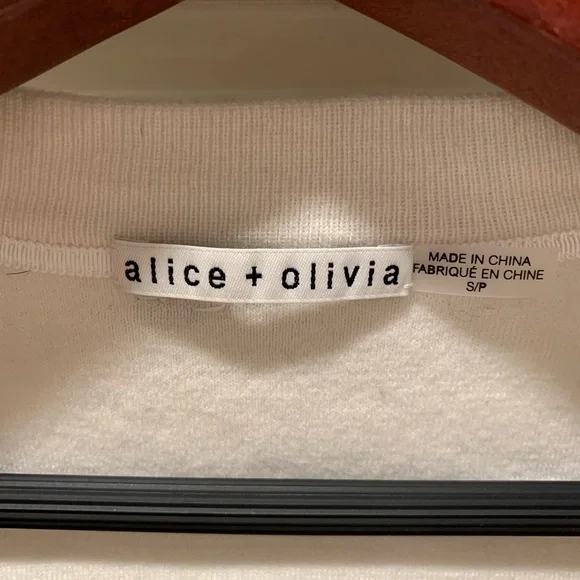 alice + olivia
MADE IN CHINA
FABRIQUÉ EN CHINE
S/P